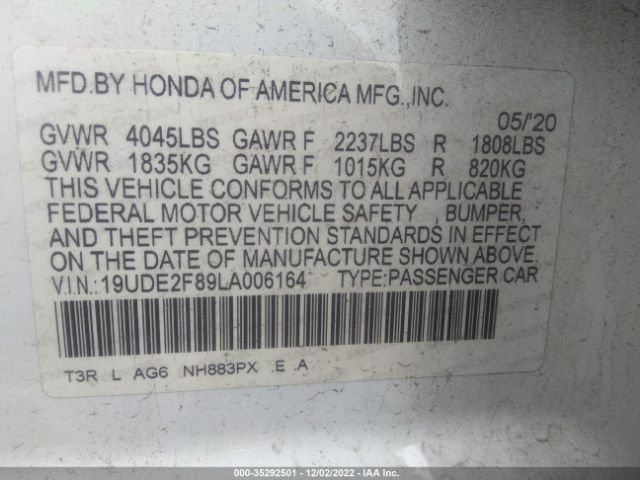 MFD.BY HONDA OF AMERICA MFG.,INC.
05/'20
GVWR 4045LBS GAWR F 2237LBS R 1808LBS
GVWR 1835KG GAWR F 1015KG R 820KG
THIS VEHICLE CONFORMS TO ALL APPLICABLE
FEDERAL MOTOR VEHICLE SAFETY , BUMPER,
AND THEFT PREVENTION STANDARDS IN EFFECT
ON THE DATE OF MANUFACTURE SHOWN ABOVE.
V.I.N.:19UDE2F89LA006164 TYPE:PASSENGER CAR
T3R L AG6 NH883PX .E .A
000-35292501 - 12/02/2022 - IAA Inc.